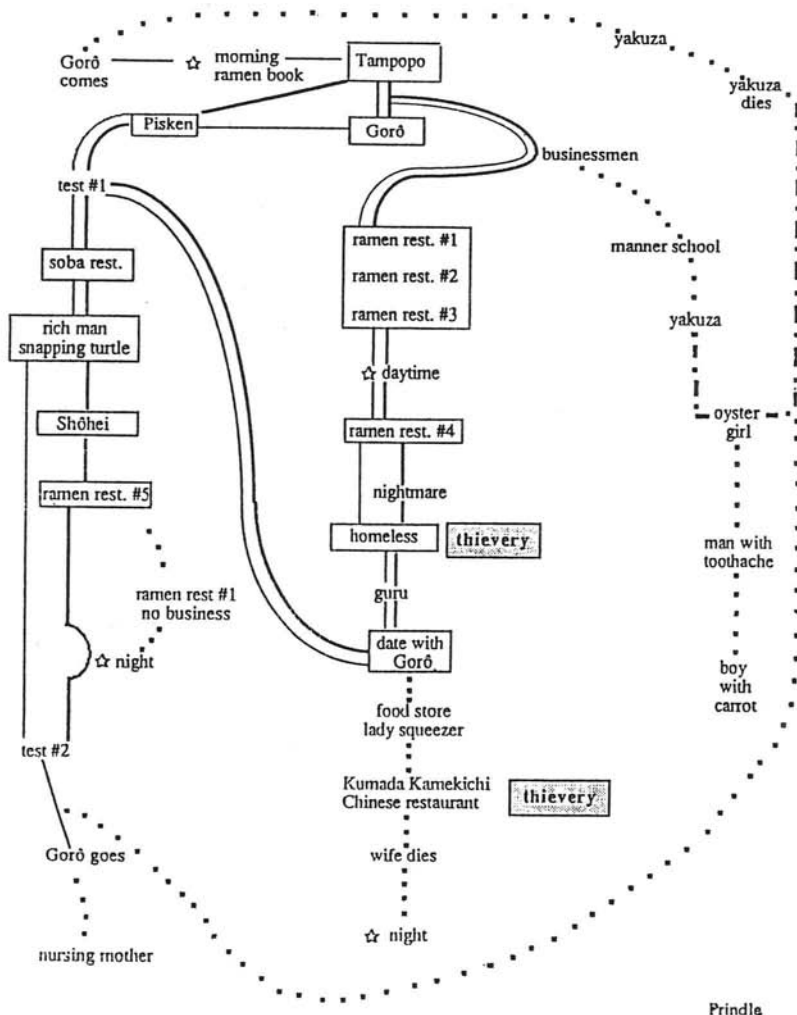 yakuza
Gorô
comes
☆ morning
ramen book
Tampopo
yakuza
dies
Pisken
Gorô
businessmen
test #1
ramen rest. #1
ramen rest. #2
ramen rest. #3
manner school
soba rest.
yakuza
rich man
snapping turtle
☆ daytime
Shôhei
ramen rest. #4
oyster
girl
ramen rest. #5
nightmare
homeless
thievery
man with
toothache
ramen rest #1
no business
guru
☆ night
date with
Gorô
boy
with
carrot
food store
lady squeezer
test #2
Kumada Kamekichi
Chinese restaurant
thievery
Gorô goes
wife dies
☆ night
nursing mother
Prindle